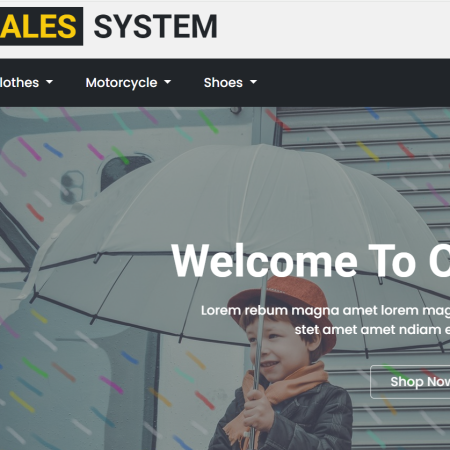 ALES SYSTEM
lothes Motorcycle Shoes
Welcome To
Lorem rebum magna amet lorem mag
stet amet amet ndiam e
Shop Now